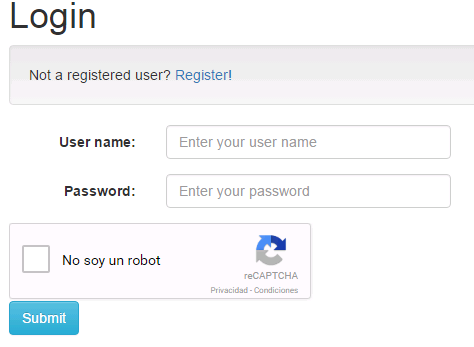 Login
Not a registered user? Register!
User name: Enter your user name
Password: Enter your password
No soy un robot
reCAPTCHA
Privacidad - Condiciones
Submit